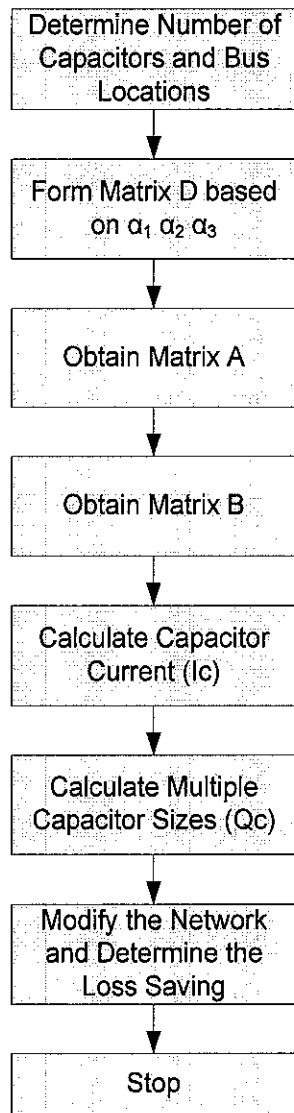 Determine Number of
Capacitors and Bus
Locations
Form Matrix D based
on α₁ α₂ α₃
Obtain Matrix A
Obtain Matrix B
Calculate Capacitor
Current (Ic)
Calculate Multiple
Capacitor Sizes (Qc)
Modify the Network
and Determine the
Loss Saving
Stop